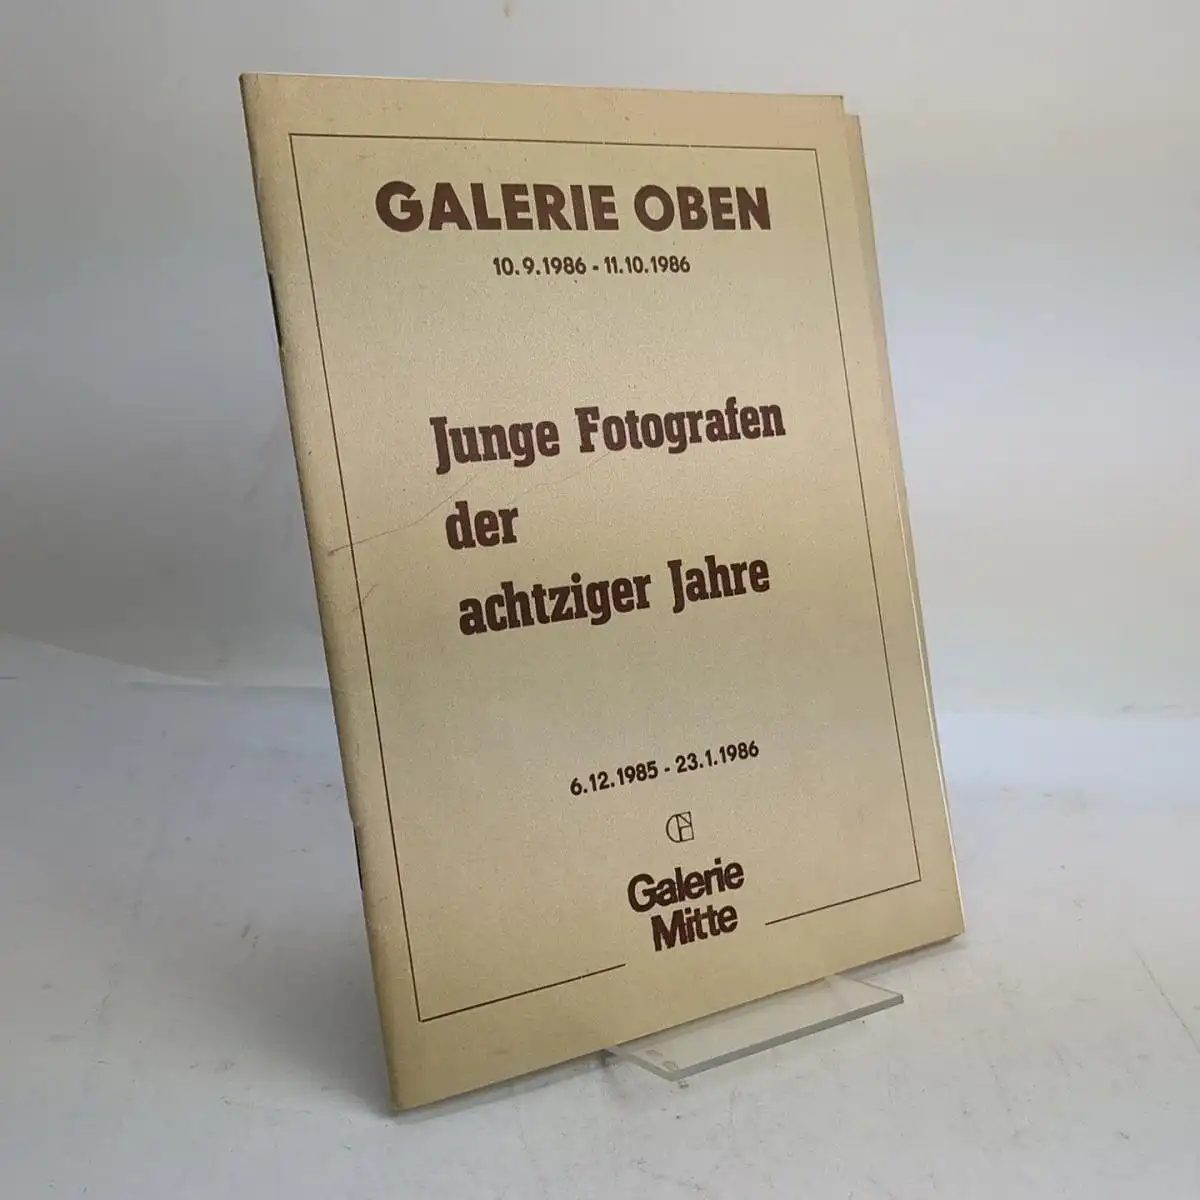 GALERIE OBEN
10.9.1986 - 11.10.1986
Junge Fotografen
der
achtziger Jahre
6.12.1985 - 23.1.1986
Galerie
Mitte